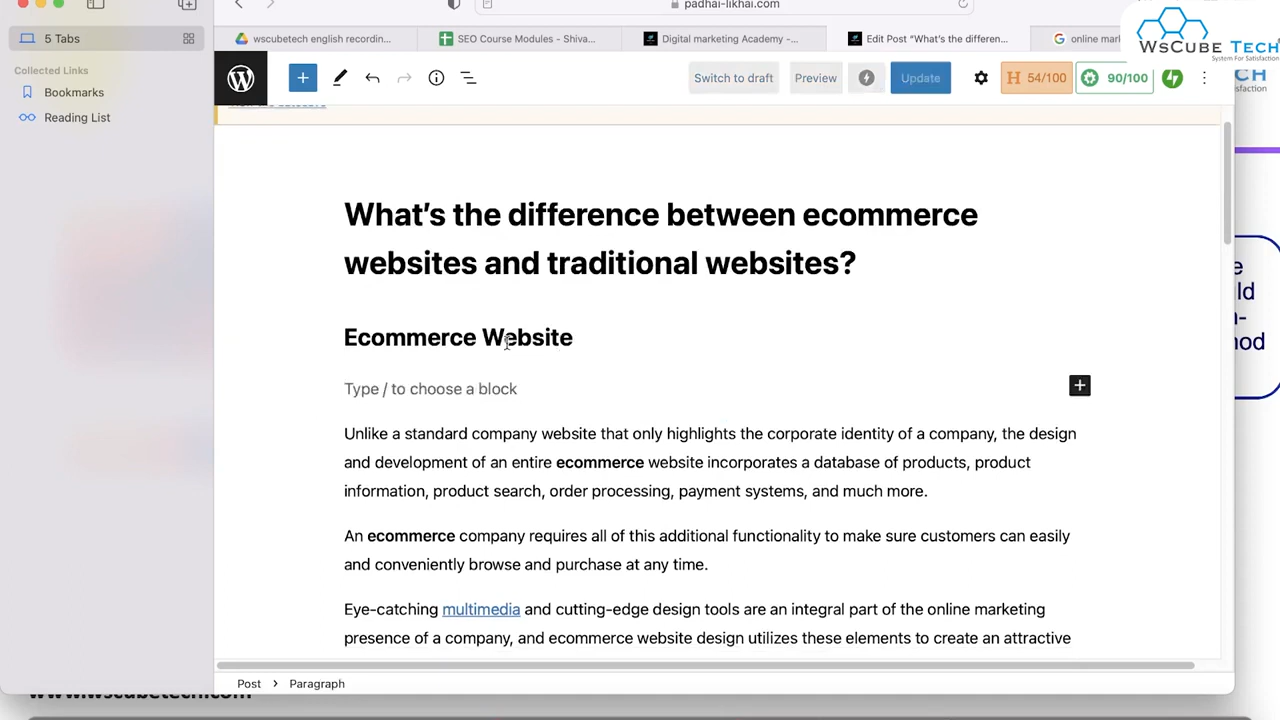 padhai-likhai.com
5 Tabs
wscubetech english recordin...
SEO Course Modules - Shiva...
Digital marketing Academy -...
Edit Post “What's the differen...
online mar
WsCUBE TECH
System For Satisfaction
Collected Links
Bookmarks
Reading List
Switch to draft
Preview
Update
54/100
90/100
What's the difference between ecommerce
websites and traditional websites?
Ecommerce Website
Type / to choose a block
Unlike a standard company website that only highlights the corporate identity of a company, the design
and development of an entire ecommerce website incorporates a database of products, product
information, product search, order processing, payment systems, and much more.
An ecommerce company requires all of this additional functionality to make sure customers can easily
and conveniently browse and purchase at any time.
Eye-catching multimedia and cutting-edge design tools are an integral part of the online marketing
presence of a company, and ecommerce website design utilizes these elements to create an attractive
Post > Paragraph